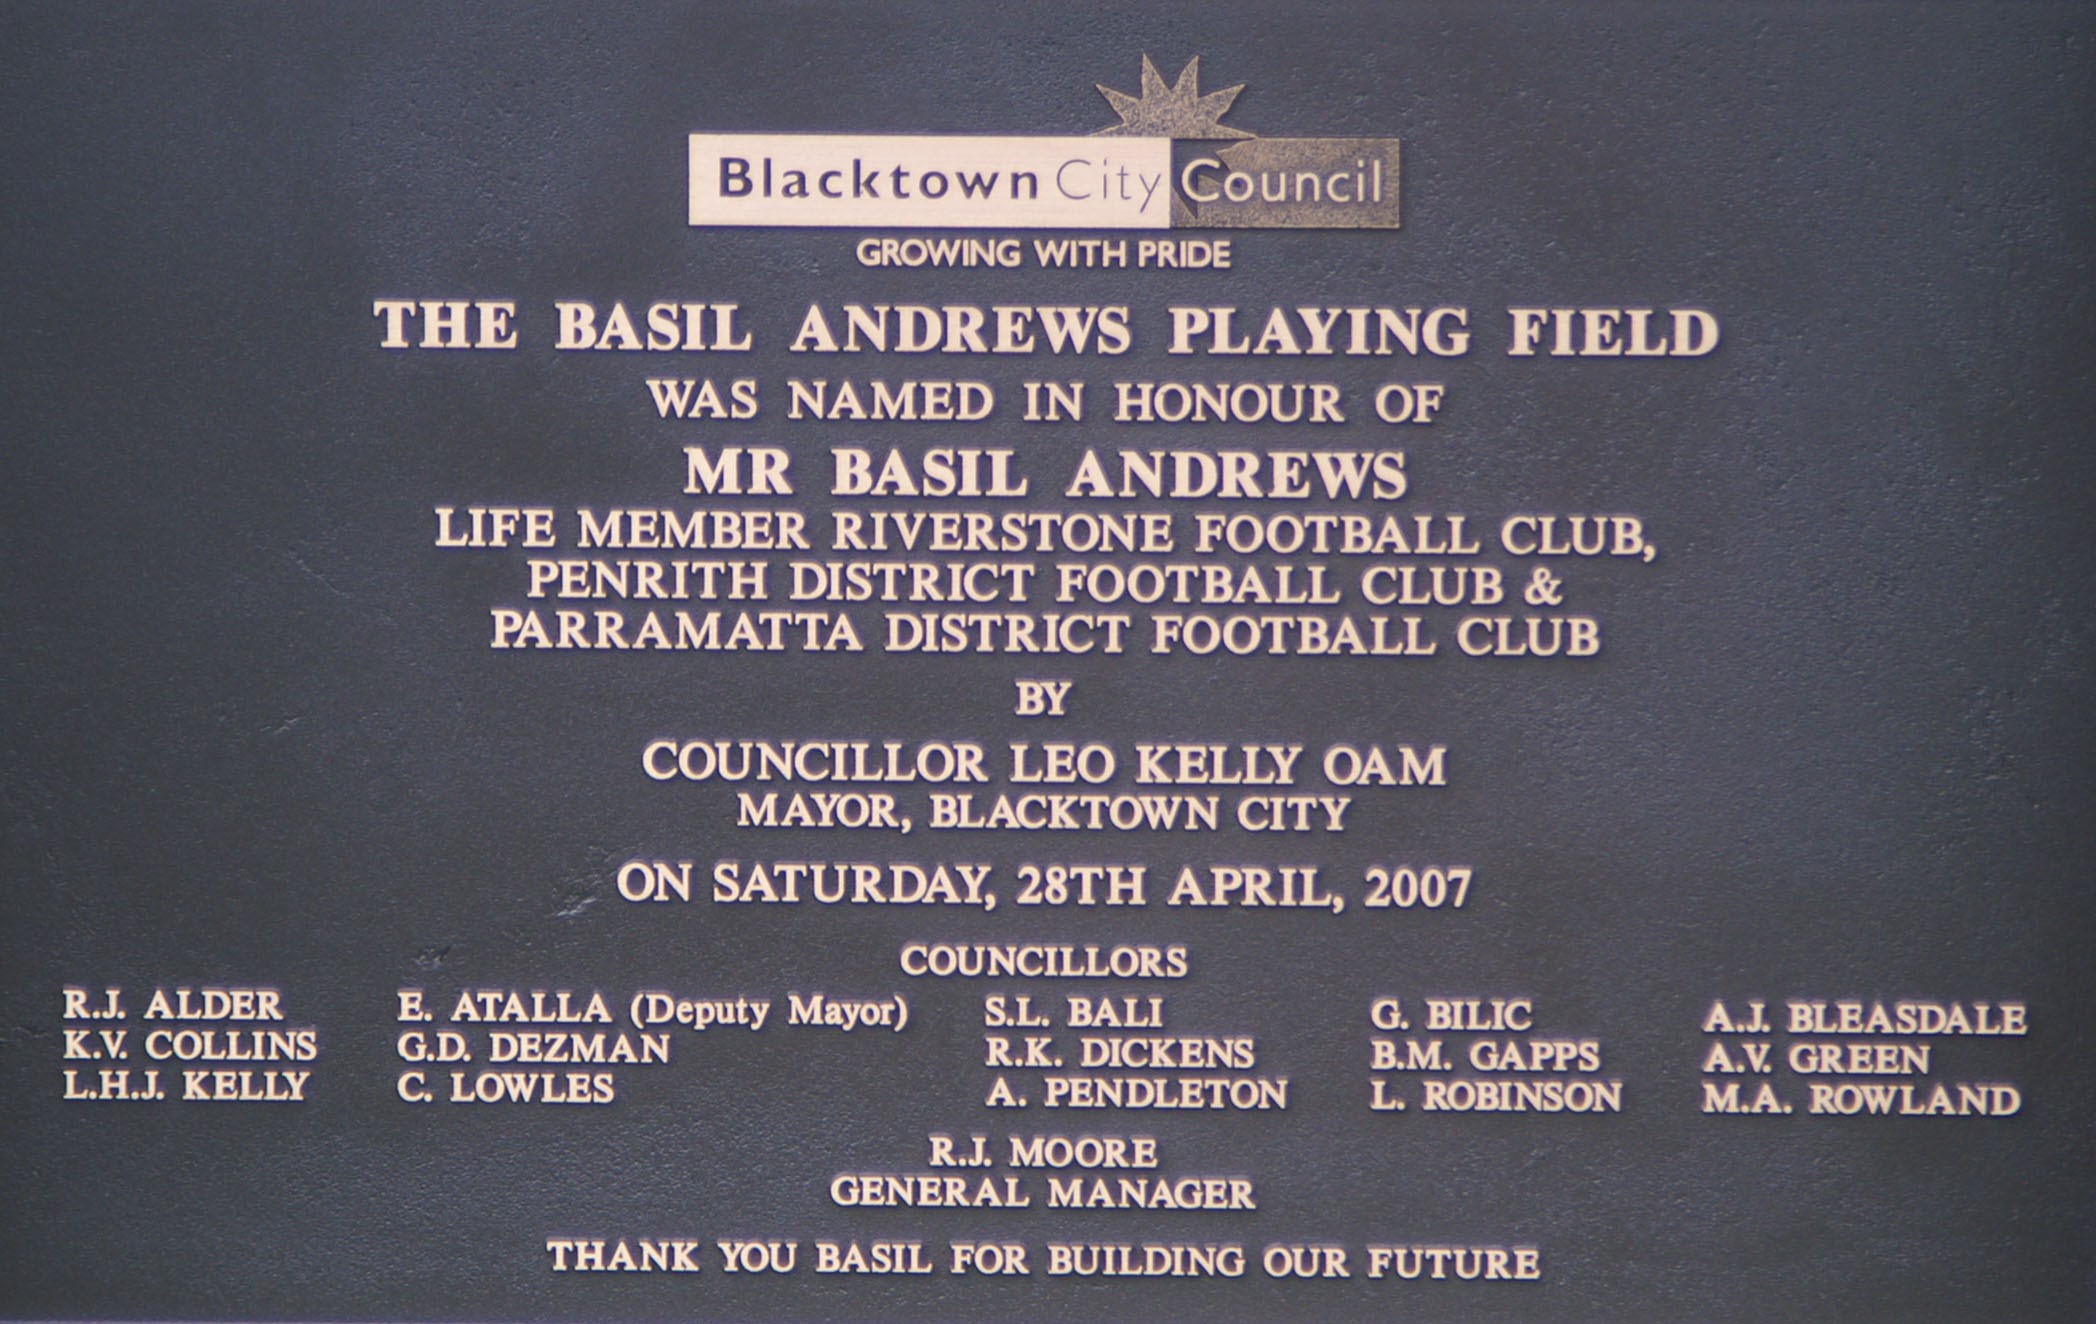 Blacktown City Council
GROWING WITH PRIDE
THE BASIL ANDREWS PLAYING FIELD
WAS NAMED IN HONOUR OF
MR BASIL ANDREWS
LIFE MEMBER RIVERSTONE FOOTBALL CLUB,
PENRITH DISTRICT FOOTBALL CLUB &
PARRAMATTA DISTRICT FOOTBALL CLUB
BY
COUNCILLOR LEO KELLY OAM
MAYOR, BLACKTOWN CITY
ON SATURDAY, 28TH APRIL, 2007
COUNCILLORS
R.J. ALDER E. ATALLA (Deputy Mayor) S.L. BALI G. BILIC A.J. BLEASDALE
K.V. COLLINS G.D. DEZMAN R.K. DICKENS B.M. GAPPS A.V. GREEN
L.H.J. KELLY C. LOWLES A. PENDLETON L. ROBINSON M.A. ROWLAND
R.J. MOORE
GENERAL MANAGER
THANK YOU BASIL FOR BUILDING OUR FUTURE